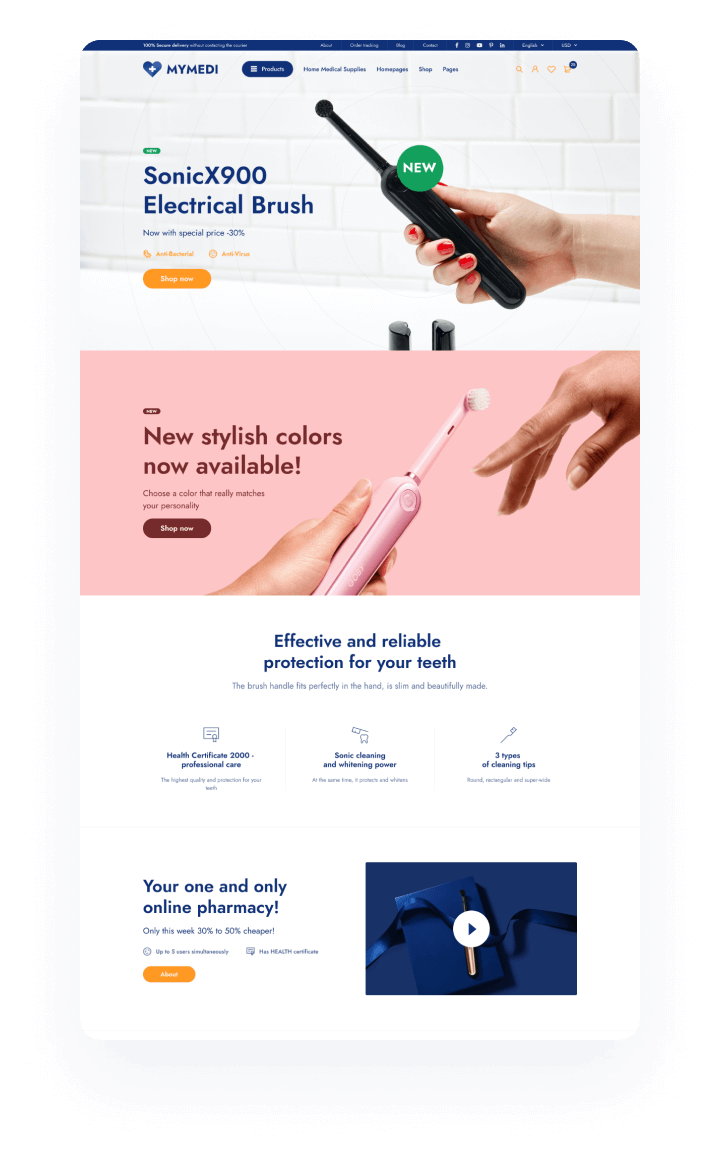 100% Secure delivery without contacting the courier
About
Order tracking
Blog
Contact
English
USD
MYMEDI
Products
Home Medical Supplies
Homepages
Shop
Pages
NEW
SonicX900
Electrical Brush
Now with special price -30%
Anti-Bacterial
Anti-Virus
Shop now
NEW
NEW
New stylish colors
now available!
Choose a color that really matches
your personality
Shop now
Effective and reliable
protection for your teeth
The brush handle fits perfectly in the hand, is slim and beautifully made.
Health Certificate 2000 -
professional care
The highest quality and protection for your
teeth
Sonic cleaning
and whitening power
At the same time, it protects and whitens
3 types
of cleaning tips
Round, rectangular and super-wide
Your one and only
online pharmacy!
Only this week 30% to 50% cheaper!
Up to 5 users simultaneously
Has HEALTH certificate
About